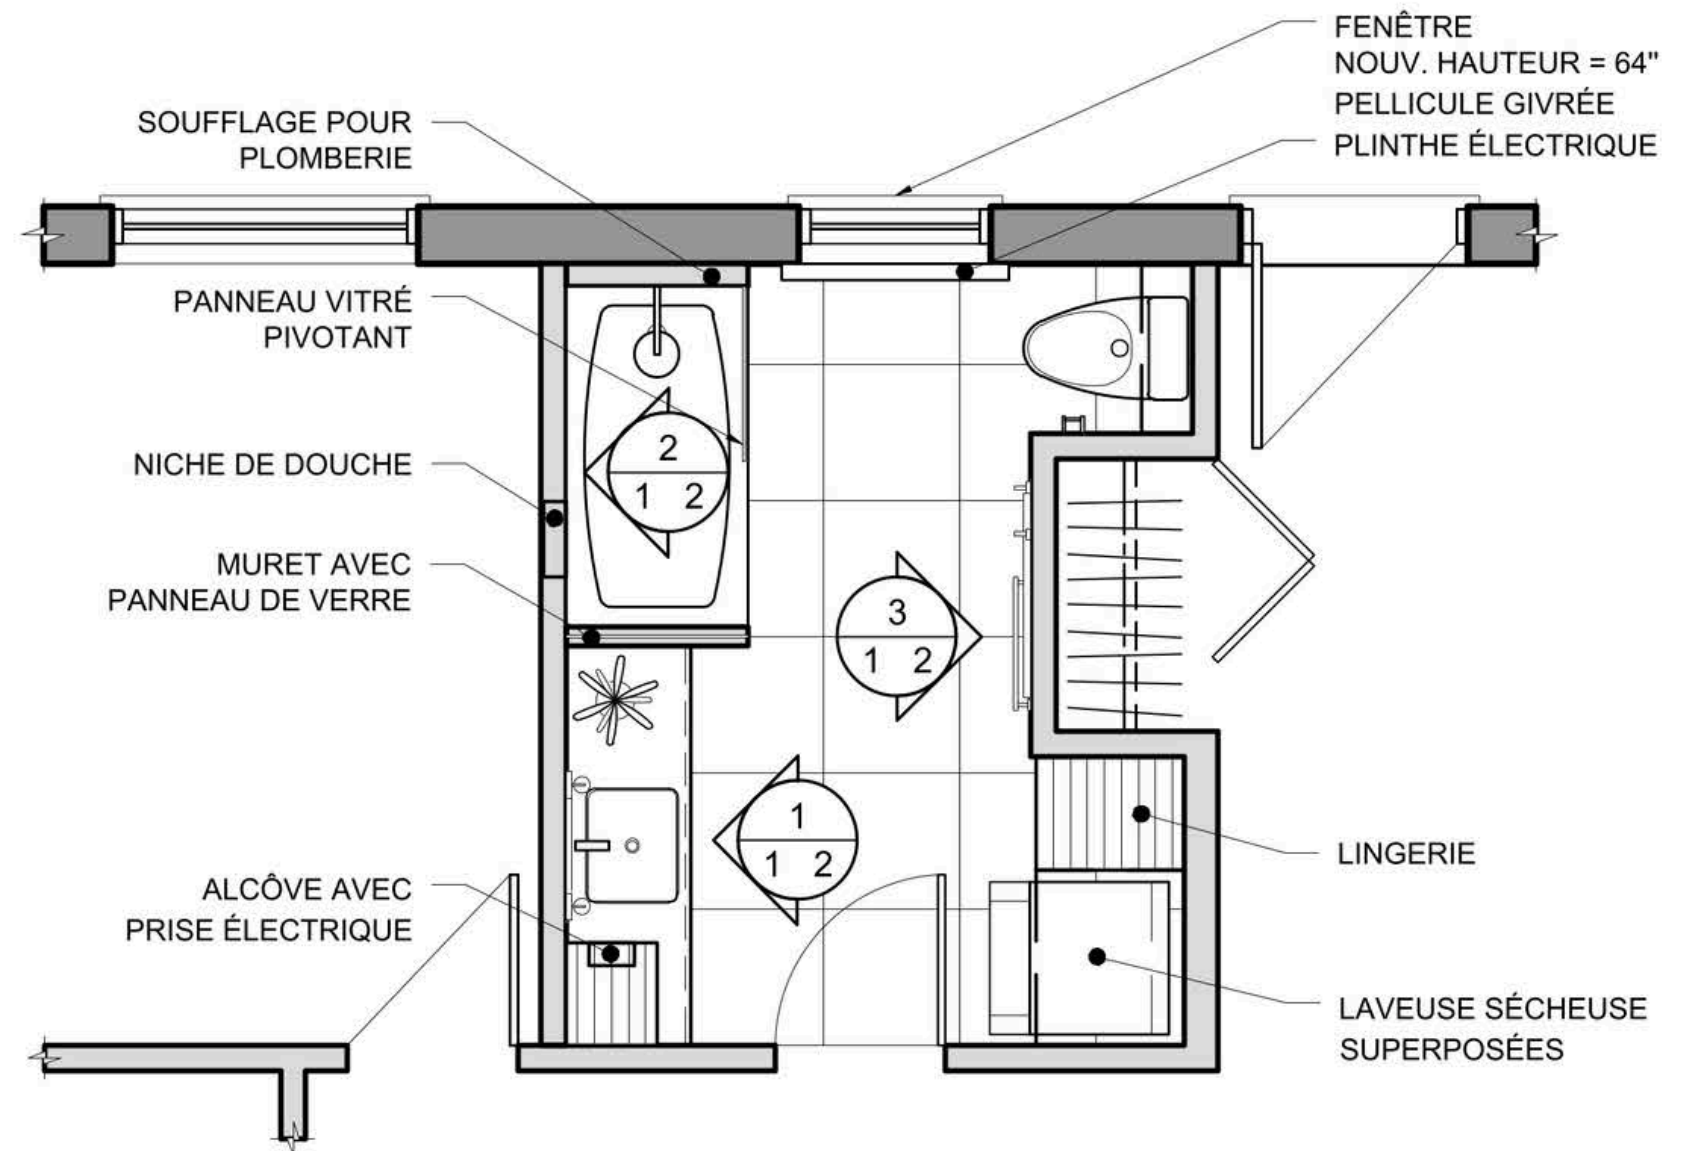 FENÊTRE
NOUV. HAUTEUR = 64"
PELLICULE GIVRÉE
PLINTHE ÉLECTRIQUE
SOUFFLAGE POUR
PLOMBERIE
PANNEAU VITRÉ
PIVOTANT
NICHE DE DOUCHE
MURET AVEC
PANNEAU DE VERRE
ALCÔVE AVEC
PRISE ÉLECTRIQUE
2
1 2
3
1 2
1
1 2
LINGERIE
LAVEUSE SÉCHEUSE
SUPERPOSÉES